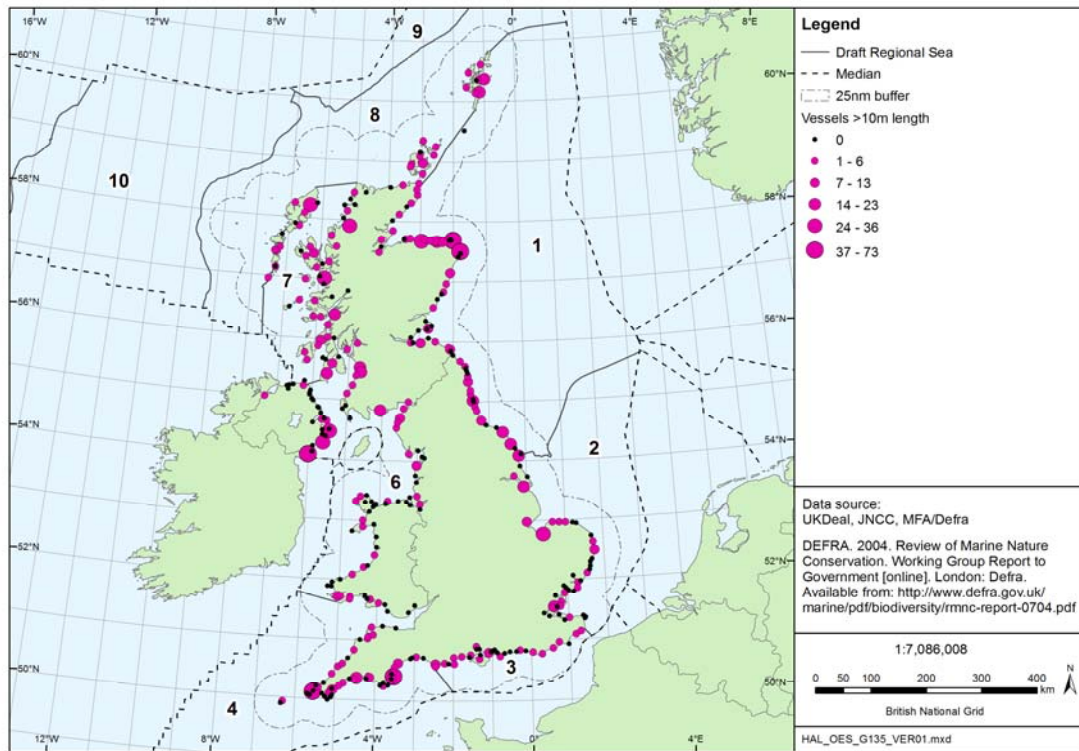 16°W
12°W
8°W
4°W
0°
4°E
8°E
60°N
58°N
56°N
54°N
52°N
50°N
60°N
58°N
56°N
54°N
52°N
50°N
8°W
4°W
0°
4°E
9
8
10
1
7
2
6
3
4
Legend
Draft Regional Sea
Median
25nm buffer
Vessels >10m length
0
1 - 6
7 - 13
14 - 23
24 - 36
37 - 73
Data source:
UKDeal, JNCC, MFA/Defra
DEFRA. 2004. Review of Marine Nature
Conservation. Working Group Report to
Government [online]. London: Defra.
Available from: http://www.defra.gov.uk/
marine/pdf/biodiversity/rmnc-report-0704.pdf
1:7,086,008
0 50 100 200 300 400
km
N
British National Grid
HAL_OES_G135_VER01.mxd